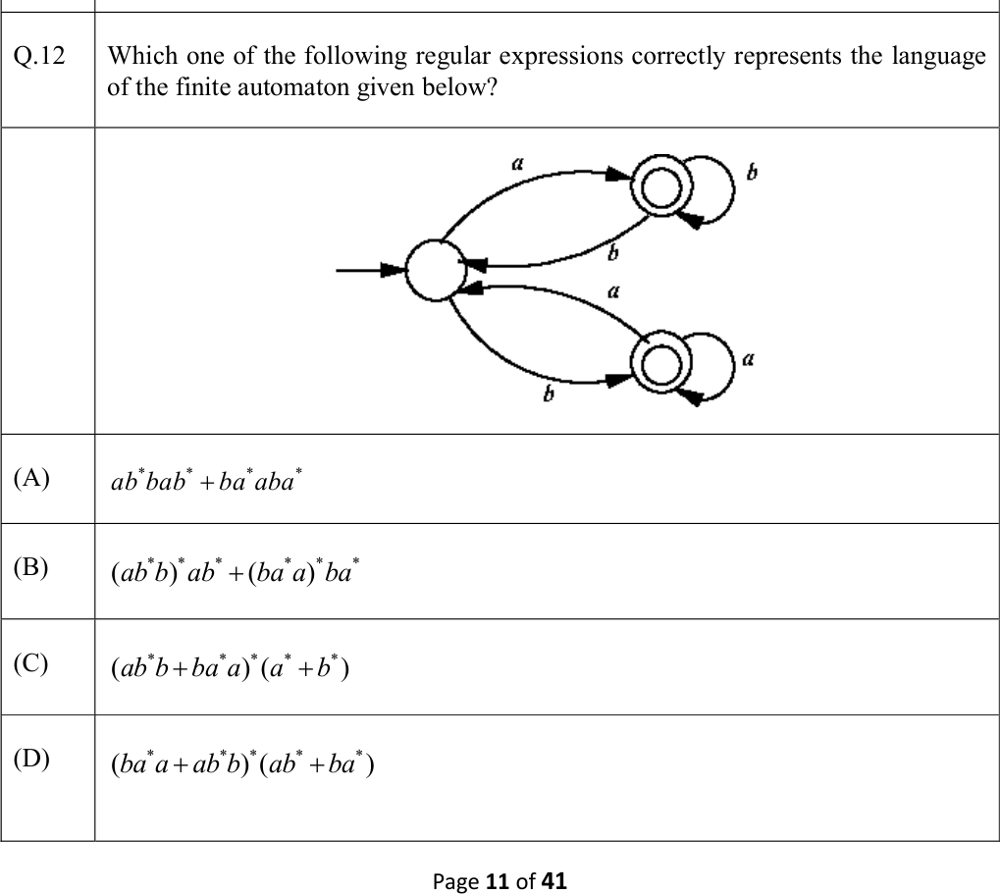 Q.12 Which one of the following regular expressions correctly represents the language
of the finite automaton given below?
a
b
b
a
a
b
(A) ab*bab* + ba*aba*
(B) (ab*b)*ab* + (ba*a)*ba*
(C) (ab*b + ba*a)*(a* + b*)
(D) (ba*a + ab*b)*(ab* + ba*)
Page 11 of 41